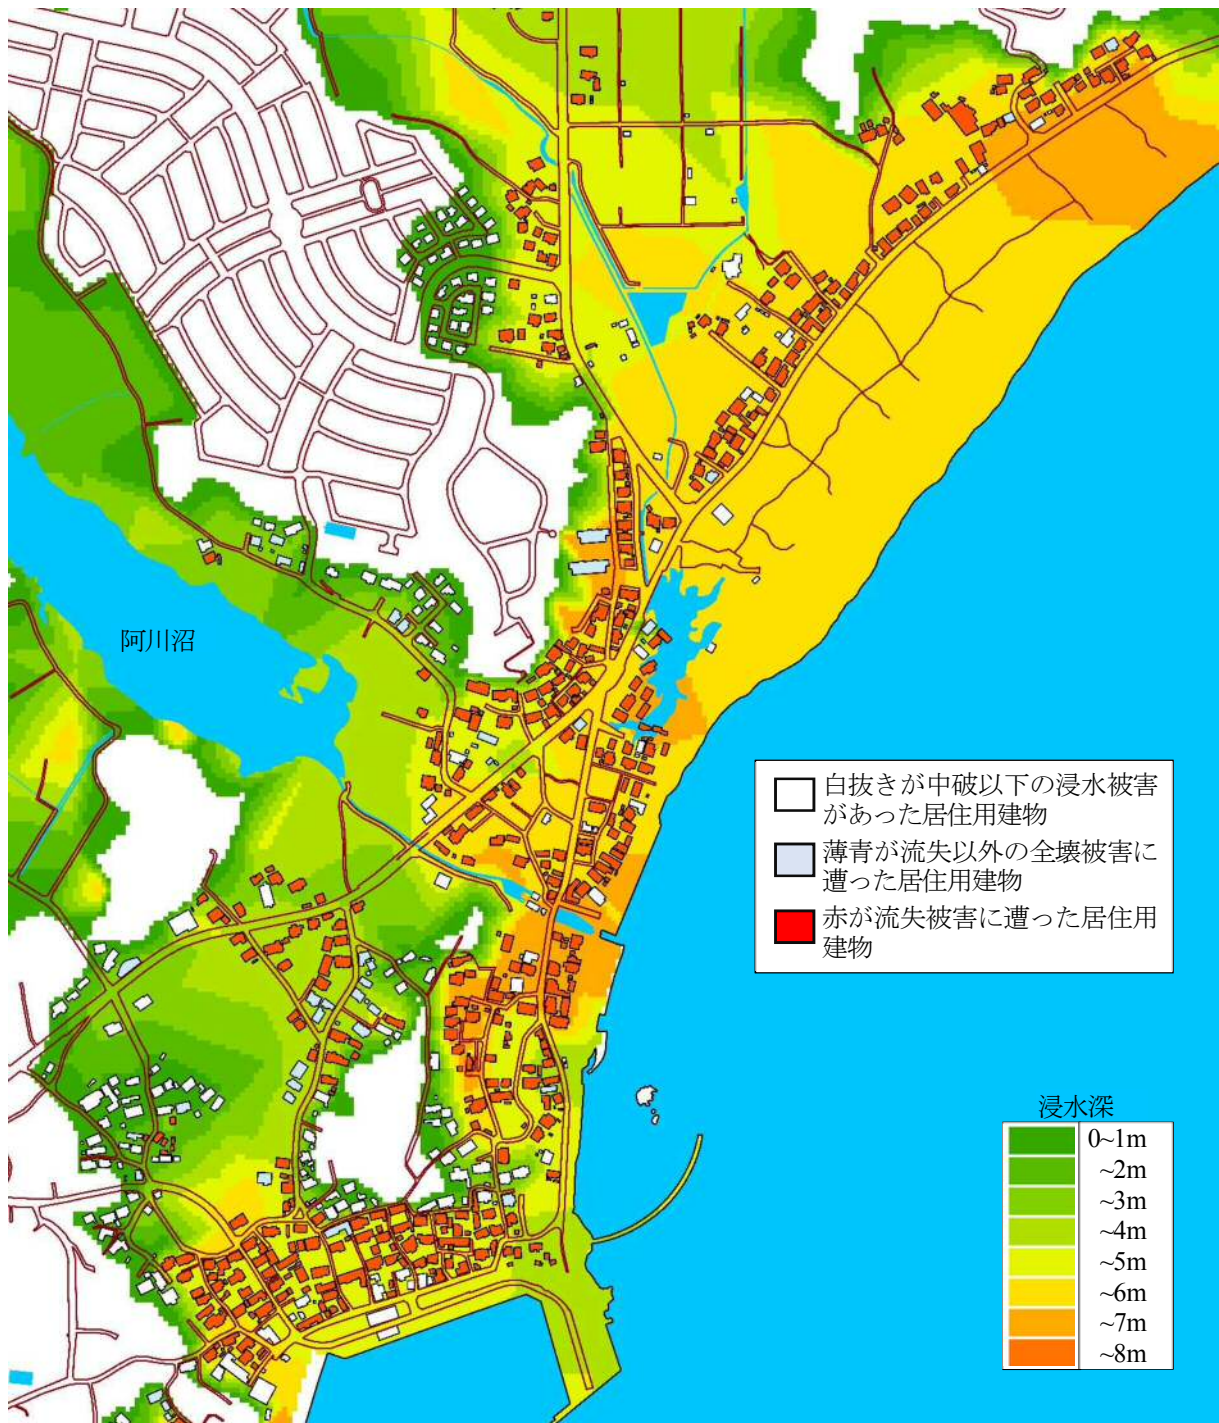 阿川沼
白抜きが中破以下の浸水被害
があった居住用建物
薄青が流失以外の全壊被害に
遭った居住用建物
赤が流失被害に遭った居住用
建物
浸水深
0~1m
~2m
~3m
~4m
~5m
~6m
~7m
~8m